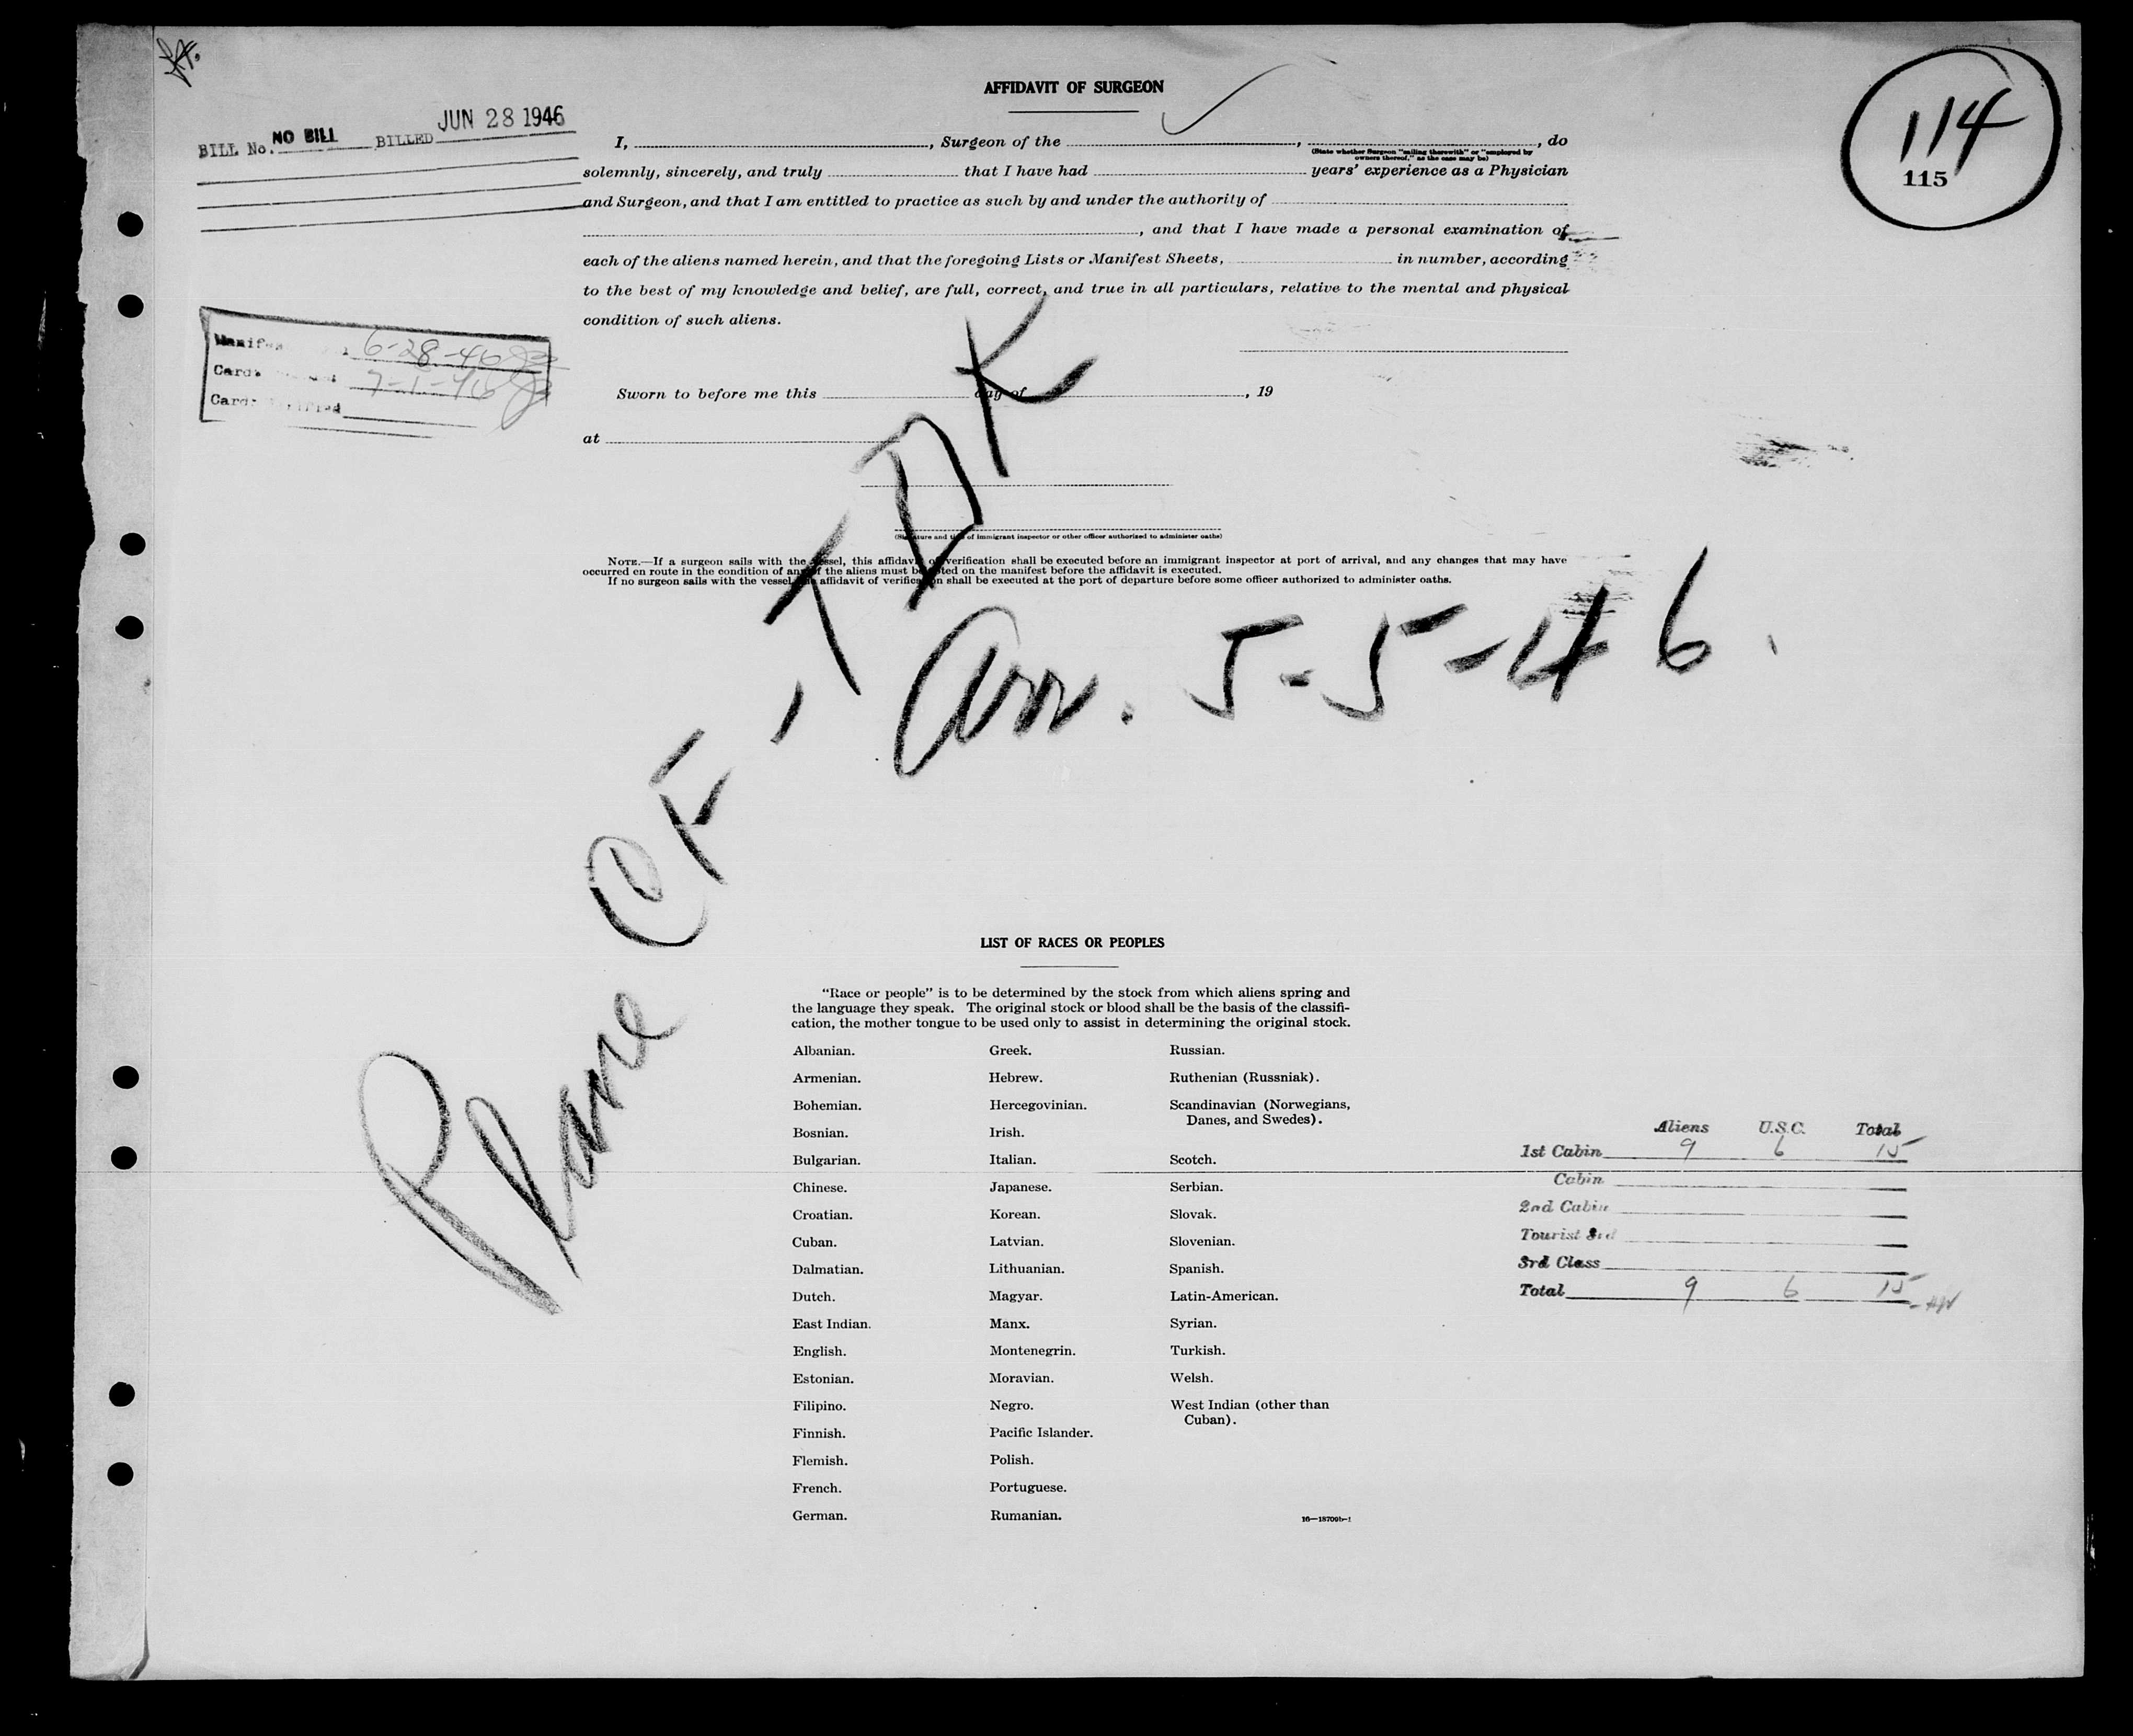 AFFIDAVIT OF SURGEON
114
115
BILL No. NO BILL BILLED JUN 28 1946
I, , Surgeon of the , , do
(State whether Surgeon "sailing therewith" or "employed by
owners thereof," as the case may be)
solemnly, sincerely, and truly that I have had years' experience as a Physician
and Surgeon, and that I am entitled to practice as such by and under the authority of
, and that I have made a personal examination of
each of the aliens named herein, and that the foregoing Lists or Manifest Sheets, in number, according
to the best of my knowledge and belief, are full, correct, and true in all particulars, relative to the mental and physical
condition of such aliens.
6-28-46
Card 7-1-46
Card
Sworn to before me this day of , 19
at
(Signature and title of immigrant inspector or other officer authorized to administer oaths)
NOTE.—If a surgeon sails with the vessel, this affidavit of verification shall be executed before an immigrant inspector at port of arrival, and any changes that may have
occurred en route in the condition of any of the aliens must be noted on the manifest before the affidavit is executed.
If no surgeon sails with the vessel, the affidavit of verification shall be executed at the port of departure before some officer authorized to administer oaths.
Plane CF-TDK
Arr. 5-5-46.
LIST OF RACES OR PEOPLES
"Race or people" is to be determined by the stock from which aliens spring and
the language they speak. The original stock or blood shall be the basis of the classifi-
cation, the mother tongue to be used only to assist in determining the original stock.
Albanian.
Armenian.
Bohemian.
Bosnian.
Bulgarian.
Chinese.
Croatian.
Cuban.
Dalmatian.
Dutch.
East Indian.
English.
Estonian.
Filipino.
Finnish.
Flemish.
French.
German.
Greek.
Hebrew.
Hercegovinian.
Irish.
Italian.
Japanese.
Korean.
Latvian.
Lithuanian.
Magyar.
Manx.
Montenegrin.
Moravian.
Negro.
Pacific Islander.
Polish.
Portuguese.
Rumanian.
Russian.
Ruthenian (Russniak).
Scandinavian (Norwegians,
Danes, and Swedes).
Scotch.
Serbian.
Slovak.
Slovenian.
Spanish.
Latin-American.
Syrian.
Turkish.
Welsh.
West Indian (other than
Cuban).
16—18709b-1
Aliens U.S.C. Total
1st Cabin 9 6 15
Cabin
2nd Cabin
Tourist 3rd
3rd Class
Total 9 6 15